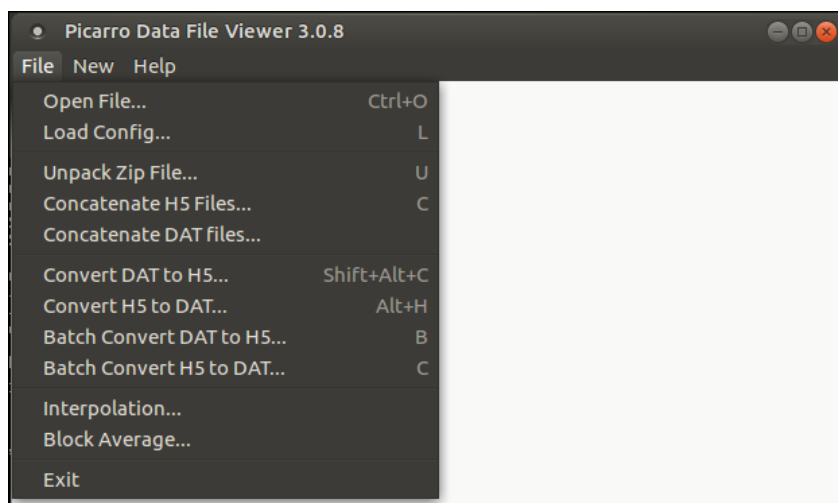 Picarro Data File Viewer 3.0.8
File New Help
Open File... Ctrl+O
Load Config... L
Unpack Zip File... U
Concatenate H5 Files... C
Concatenate DAT files...
Convert DAT to H5... Shift+Alt+C
Convert H5 to DAT... Alt+H
Batch Convert DAT to H5... B
Batch Convert H5 to DAT... C
Interpolation...
Block Average...
Exit